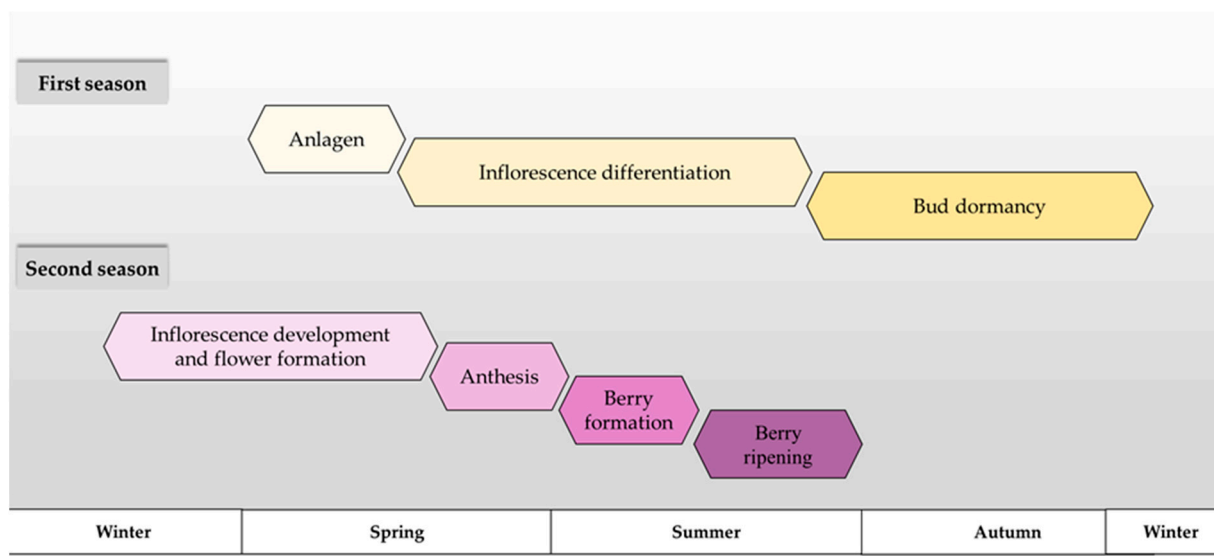 First season
Anlagen
Inflorescence differentiation
Bud dormancy
Second season
Inflorescence development
and flower formation
Anthesis
Berry
formation
Berry
ripening
Winter Spring Summer Autumn Winter